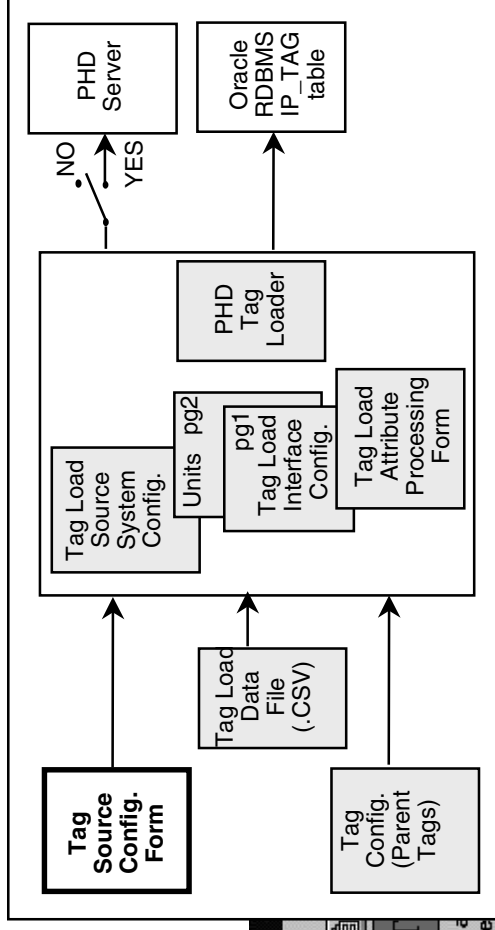 Tag
Source
Config.
Form
Tag Load
Data
File
(.CSV)
Tag
Config.
(Parent
Tags)
Tag Load
Source
System
Config.
Units pg2
pg1
Tag Load
Interface
Config.
Tag Load
Attribute
Processing
Form
PHD
Tag
Loader
NO
YES
PHD
Server
Oracle
RDBMS
IP_TAG
table